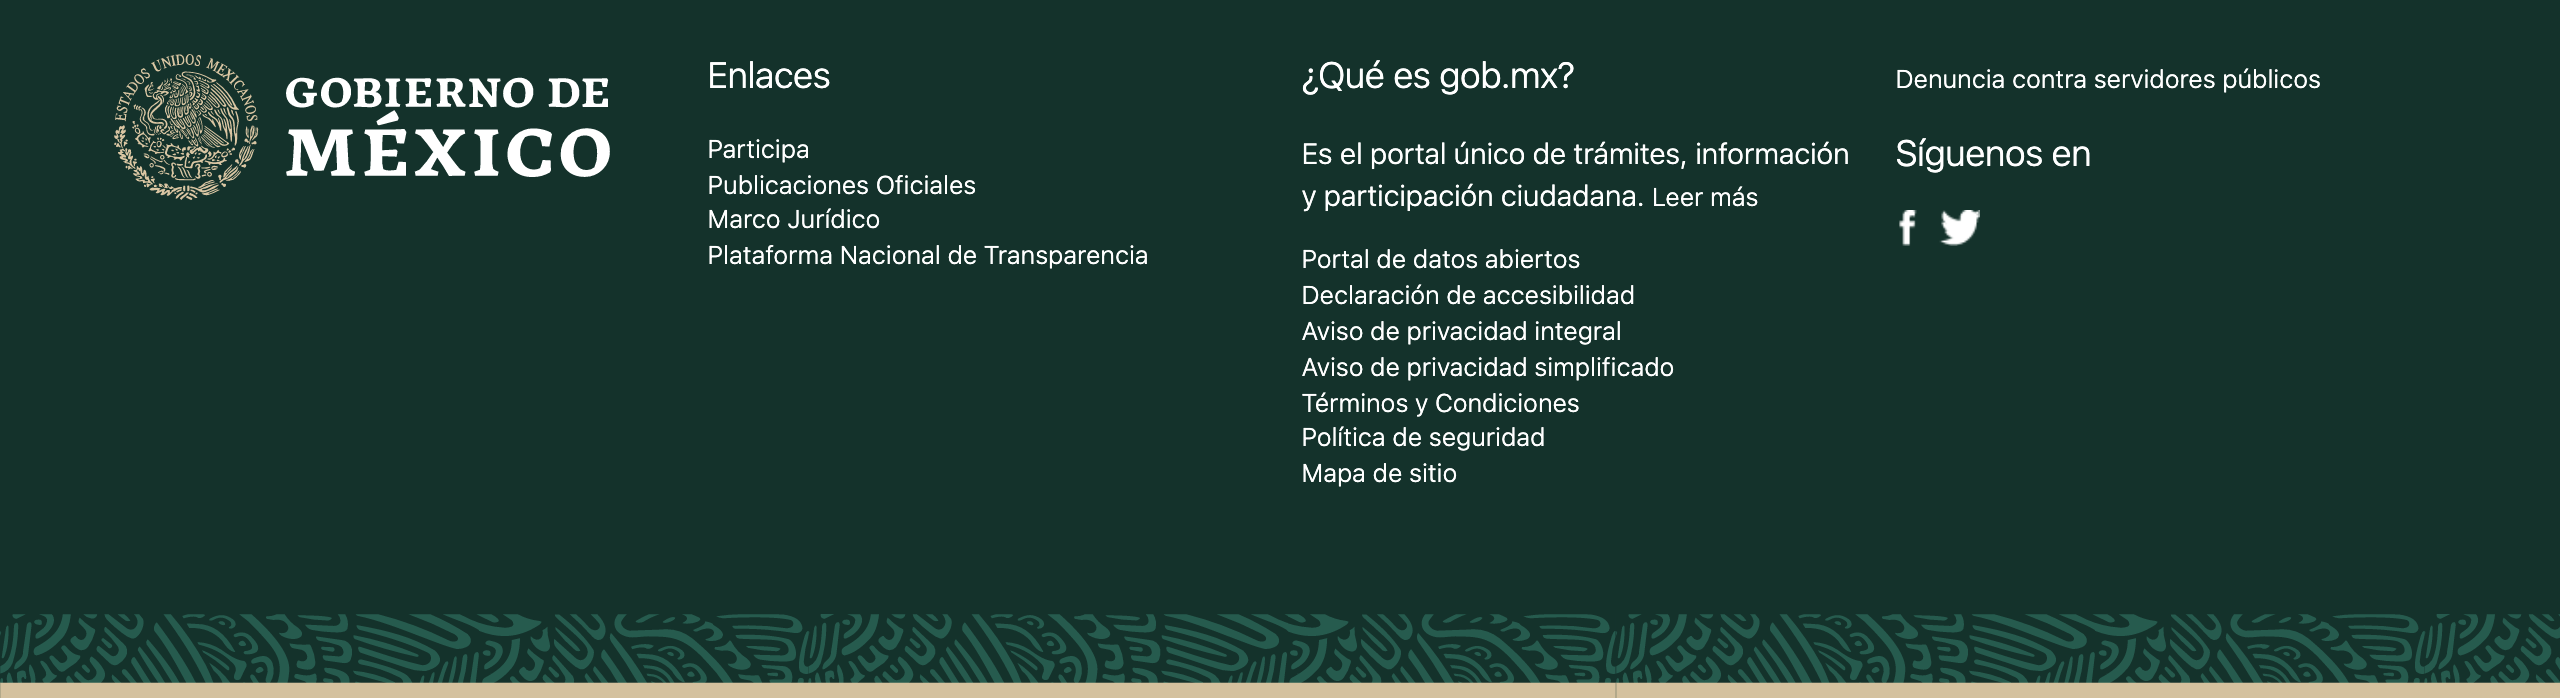 ESTADOS UNIDOS MEXICANOS
GOBIERNO DE
MÉXICO
Enlaces
Participa
Publicaciones Oficiales
Marco Jurídico
Plataforma Nacional de Transparencia
¿Qué es gob.mx?
Es el portal único de trámites, información
y participación ciudadana. Leer más
Portal de datos abiertos
Declaración de accesibilidad
Aviso de privacidad integral
Aviso de privacidad simplificado
Términos y Condiciones
Política de seguridad
Mapa de sitio
Denuncia contra servidores públicos
Síguenos en